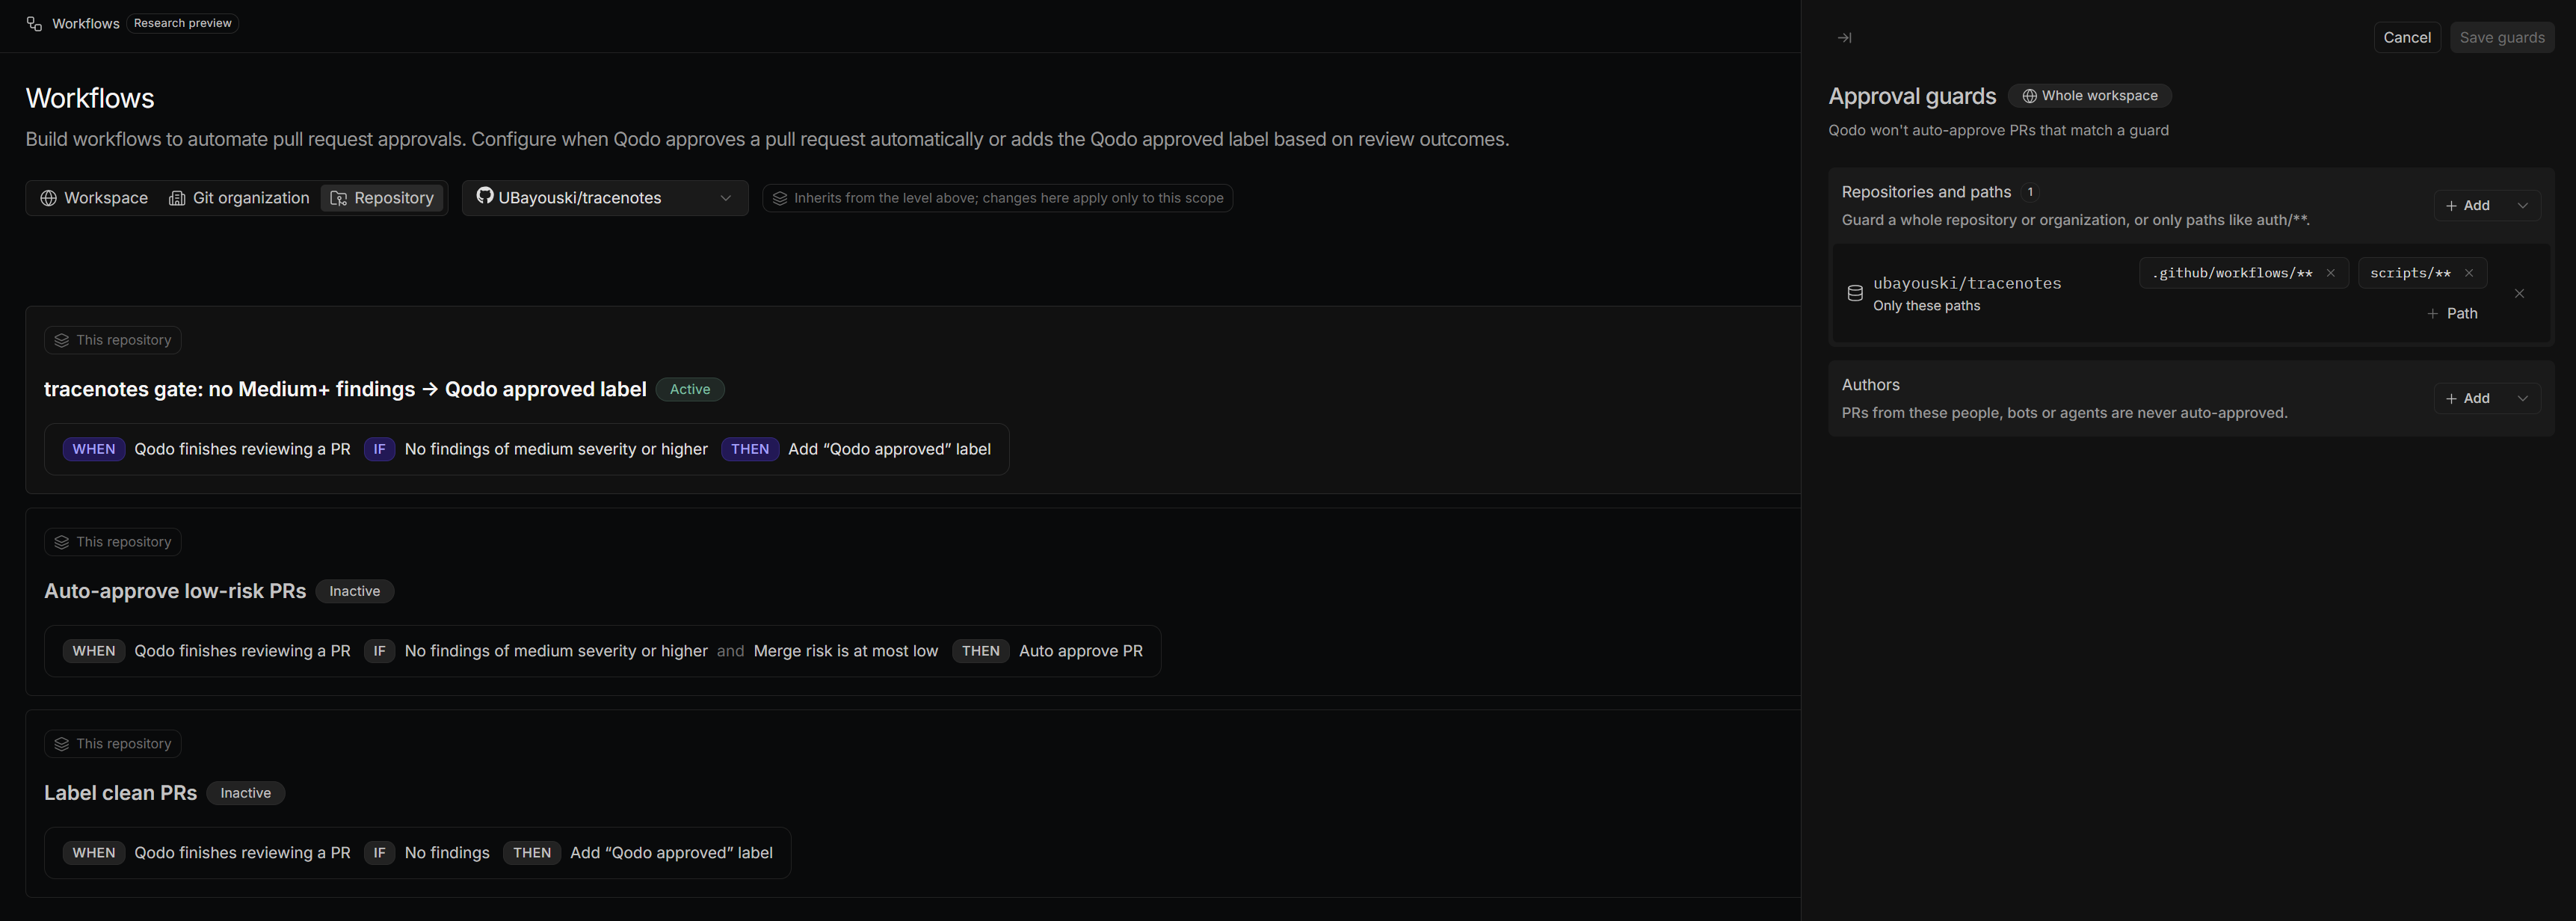 Workflows Research preview
Workflows
Build workflows to automate pull request approvals. Configure when Qodo approves a pull request automatically or adds the Qodo approved label based on review outcomes.
Workspace Git organization Repository UBayouski/tracenotes Inherits from the level above; changes here apply only to this scope
This repository
tracenotes gate: no Medium+ findings → Qodo approved label Active
WHEN Qodo finishes reviewing a PR IF No findings of medium severity or higher THEN Add “Qodo approved” label
This repository
Auto-approve low-risk PRs Inactive
WHEN Qodo finishes reviewing a PR IF No findings of medium severity or higher and Merge risk is at most low THEN Auto approve PR
This repository
Label clean PRs Inactive
WHEN Qodo finishes reviewing a PR IF No findings THEN Add “Qodo approved” label
Cancel Save guards
Approval guards Whole workspace
Qodo won't auto-approve PRs that match a guard
Repositories and paths 1
Guard a whole repository or organization, or only paths like auth/**.
+ Add
ubayouski/tracenotes
Only these paths
.github/workflows/** × scripts/** ×
+ Path
Authors
PRs from these people, bots or agents are never auto-approved.
+ Add